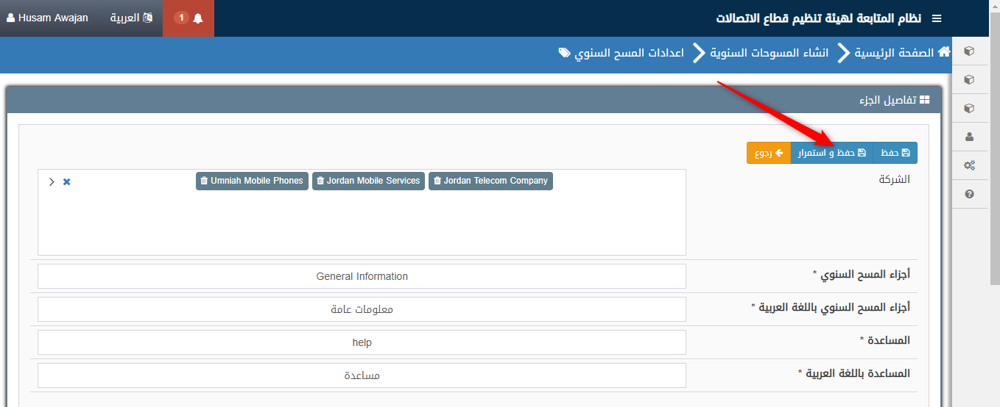 نظام المتابعة لهيئة تنظيم قطاع الاتصالات
1
العربية
Husam Awajan
الصفحة الرئيسية
انشاء المسوحات السنوية
اعدادات المسح السنوي
تفاصيل الجزء
حفظ
حفظ و استمرار
رجوع
الشركة
Jordan Telecom Company
Jordan Mobile Services
Umniah Mobile Phones
أجزاء المسح السنوي *
General Information
أجزاء المسح السنوي باللغة العربية *
معلومات عامة
المساعدة *
help
المساعدة باللغة العربية *
مساعدة